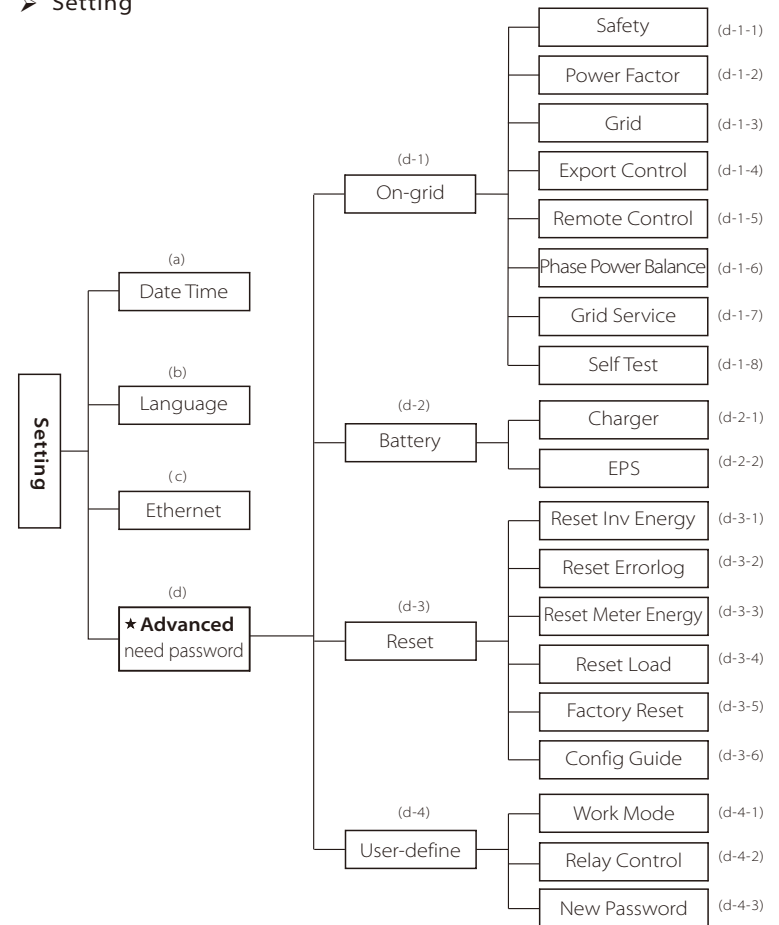 ➢ Setting
Setting
(a)
Date Time
(b)
Language
(c)
Ethernet
(d)
★ Advanced
need password
(d-1)
On-grid
Safety (d-1-1)
Power Factor (d-1-2)
Grid (d-1-3)
Export Control (d-1-4)
Remote Control (d-1-5)
Phase Power Balance (d-1-6)
Grid Service (d-1-7)
Self Test (d-1-8)
(d-2)
Battery
Charger (d-2-1)
EPS (d-2-2)
(d-3)
Reset
Reset Inv Energy (d-3-1)
Reset Errorlog (d-3-2)
Reset Meter Energy (d-3-3)
Reset Load (d-3-4)
Factory Reset (d-3-5)
Config Guide (d-3-6)
(d-4)
User-define
Work Mode (d-4-1)
Relay Control (d-4-2)
New Password (d-4-3)